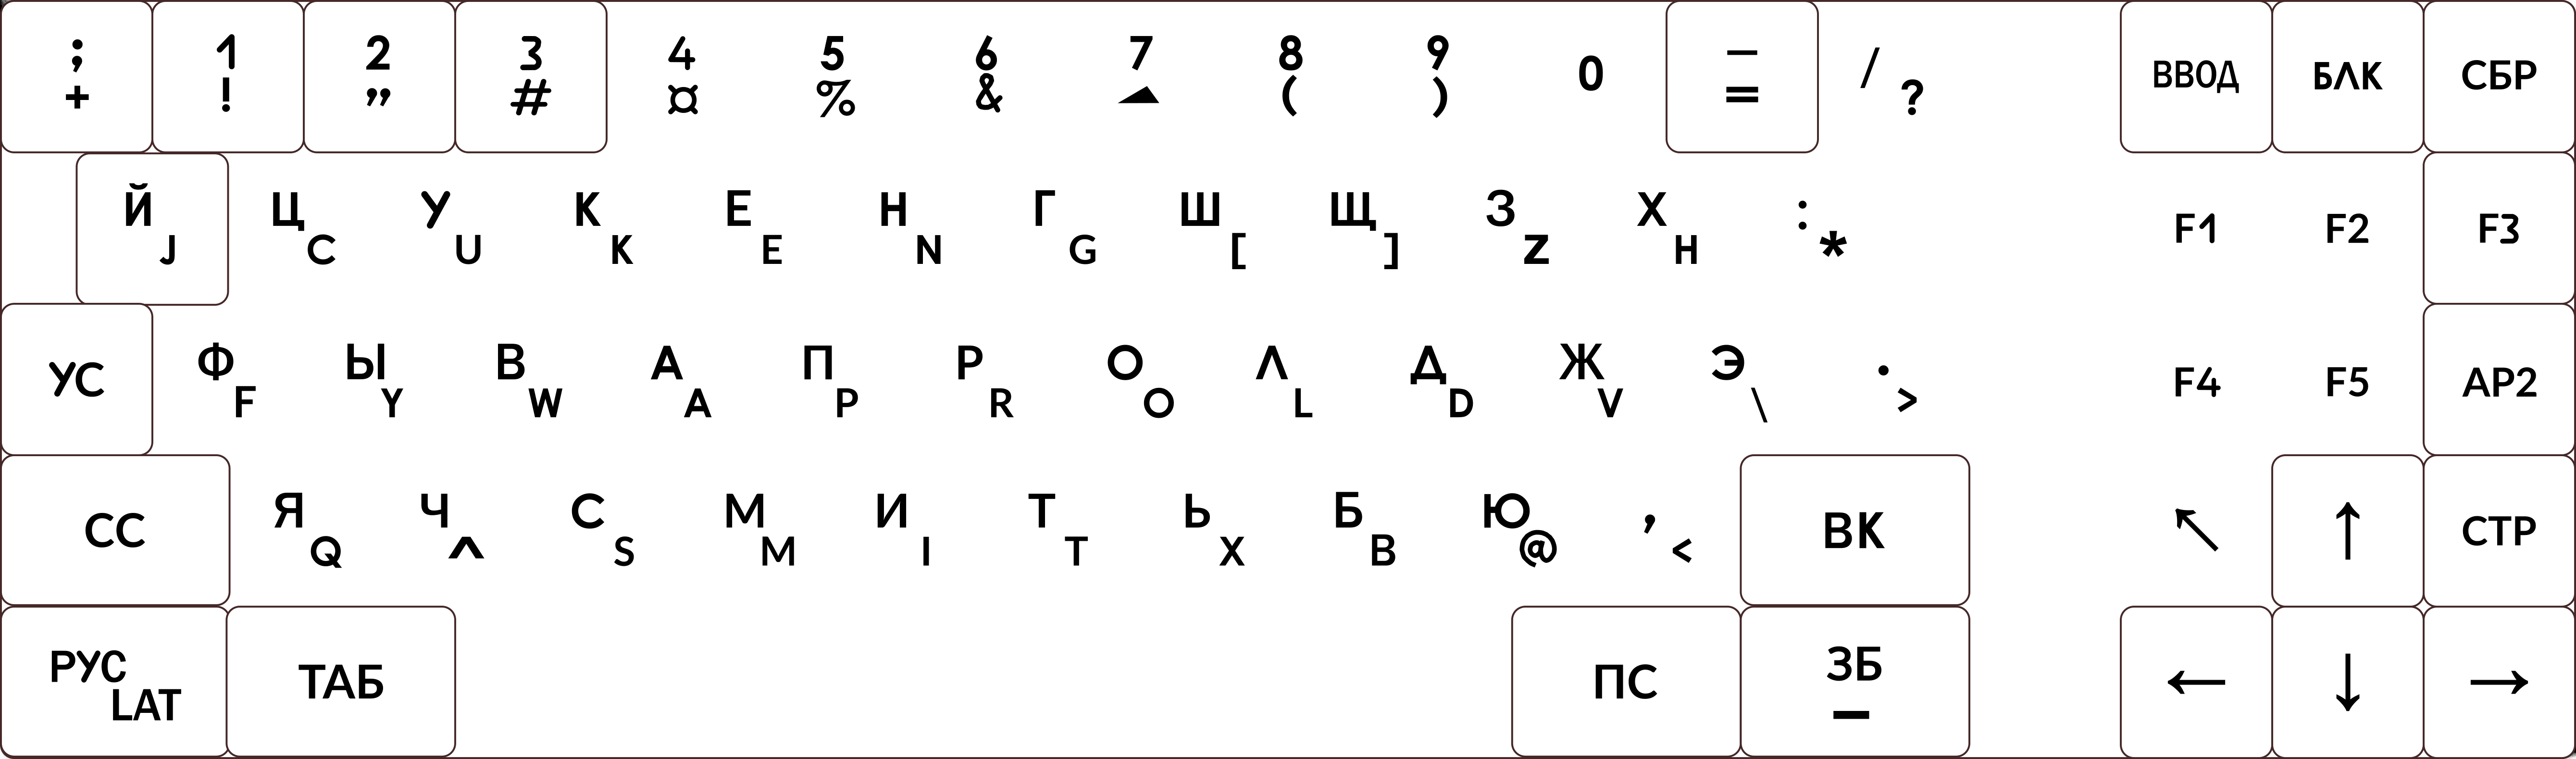 ; 1 2 3 4 5 6 7 8 9 0 — / ВВОД БЛК СБР
+ ! ” # ¤ % & ◢ ( ) = ?
Й Ц У К Е Н Г Ш Щ З Х : F1 F2 F3
J C U K E N G [ ] Z H *
УС Ф Ы В А П Р О Л Д Ж Э . F4 F5 АР2
F Y W A P R O L D V \ >
СС Я Ч С М И Т Ь Б Ю , ВК ↖ ↑ СТР
Q ^ S M I T X B @ <
РУС ТАБ ПС ЗБ ← ↓ →
LAT —